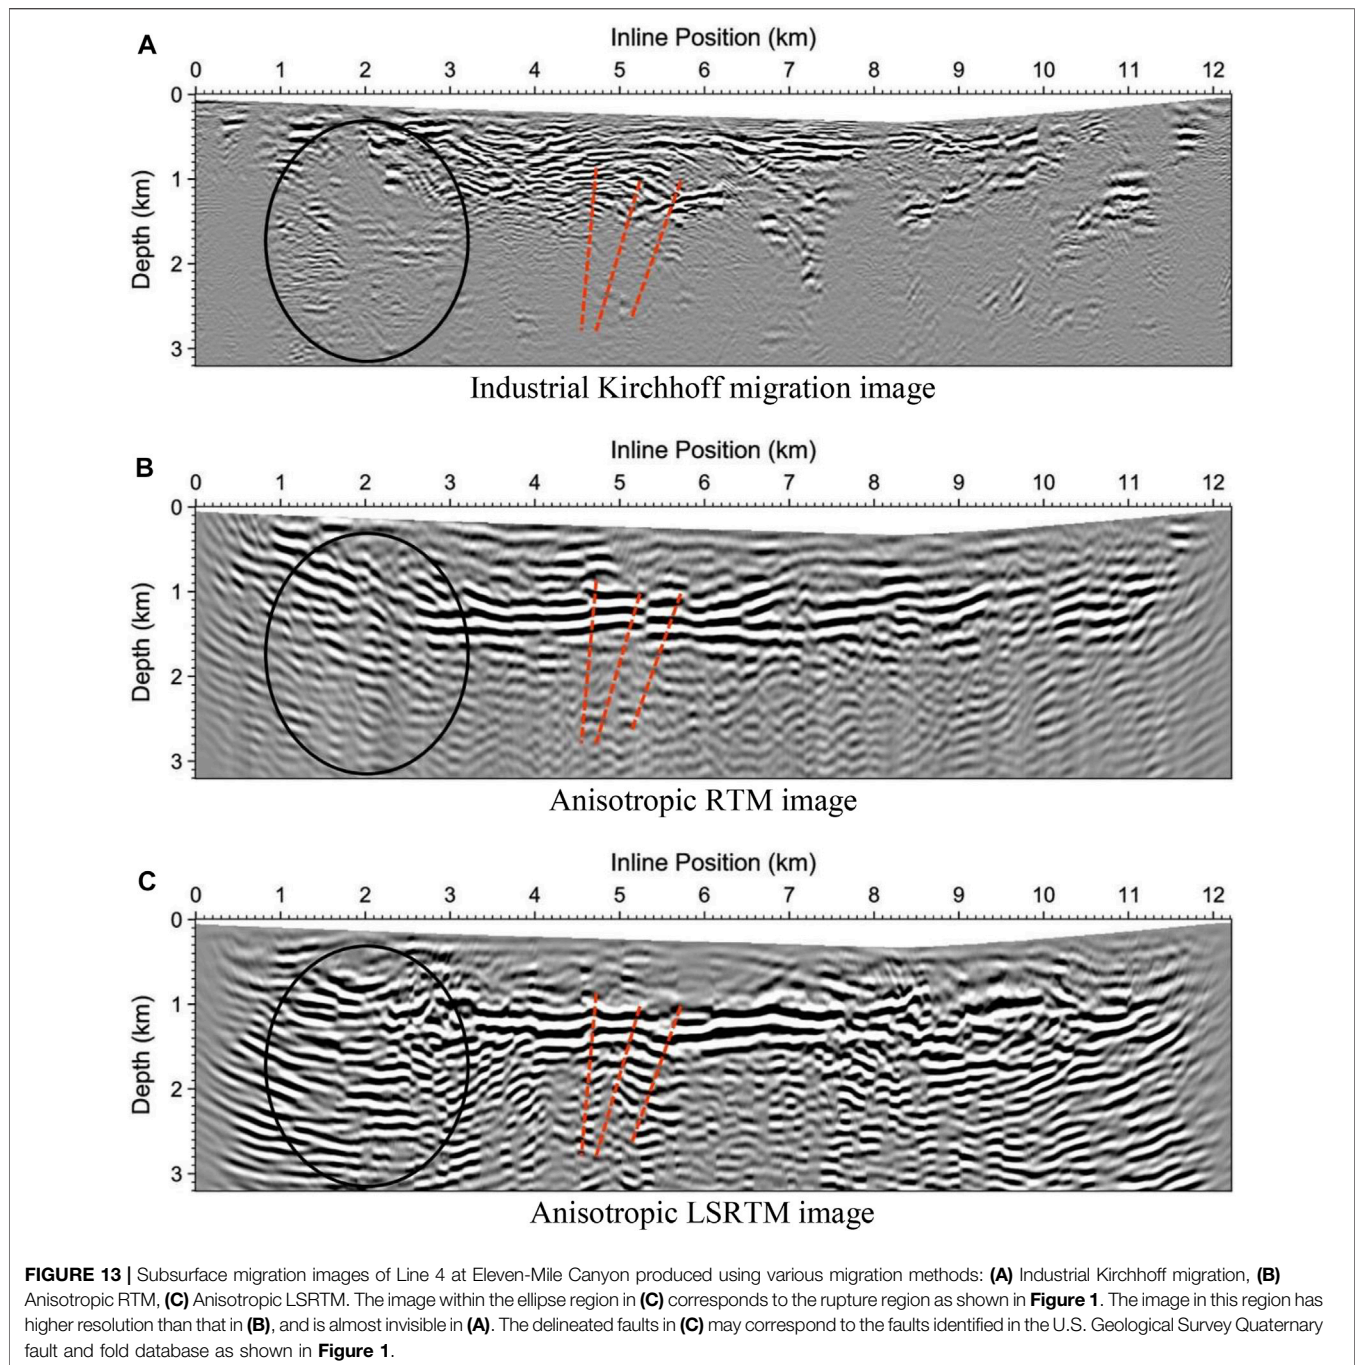 A
Inline Position (km)
0 1 2 3 4 5 6 7 8 9 10 11 12
Depth (km)
0
1
2
3
Industrial Kirchhoff migration image
B
Inline Position (km)
0 1 2 3 4 5 6 7 8 9 10 11 12
Depth (km)
0
1
2
3
Anisotropic RTM image
C
Inline Position (km)
0 1 2 3 4 5 6 7 8 9 10 11 12
Depth (km)
0
1
2
3
Anisotropic LSRTM image
FIGURE 13 | Subsurface migration images of Line 4 at Eleven-Mile Canyon produced using various migration methods: (A) Industrial Kirchhoff migration, (B)
Anisotropic RTM, (C) Anisotropic LSRTM. The image within the ellipse region in (C) corresponds to the rupture region as shown in Figure 1. The image in this region has
higher resolution than that in (B), and is almost invisible in (A). The delineated faults in (C) may correspond to the faults identified in the U.S. Geological Survey Quaternary
fault and fold database as shown in Figure 1.